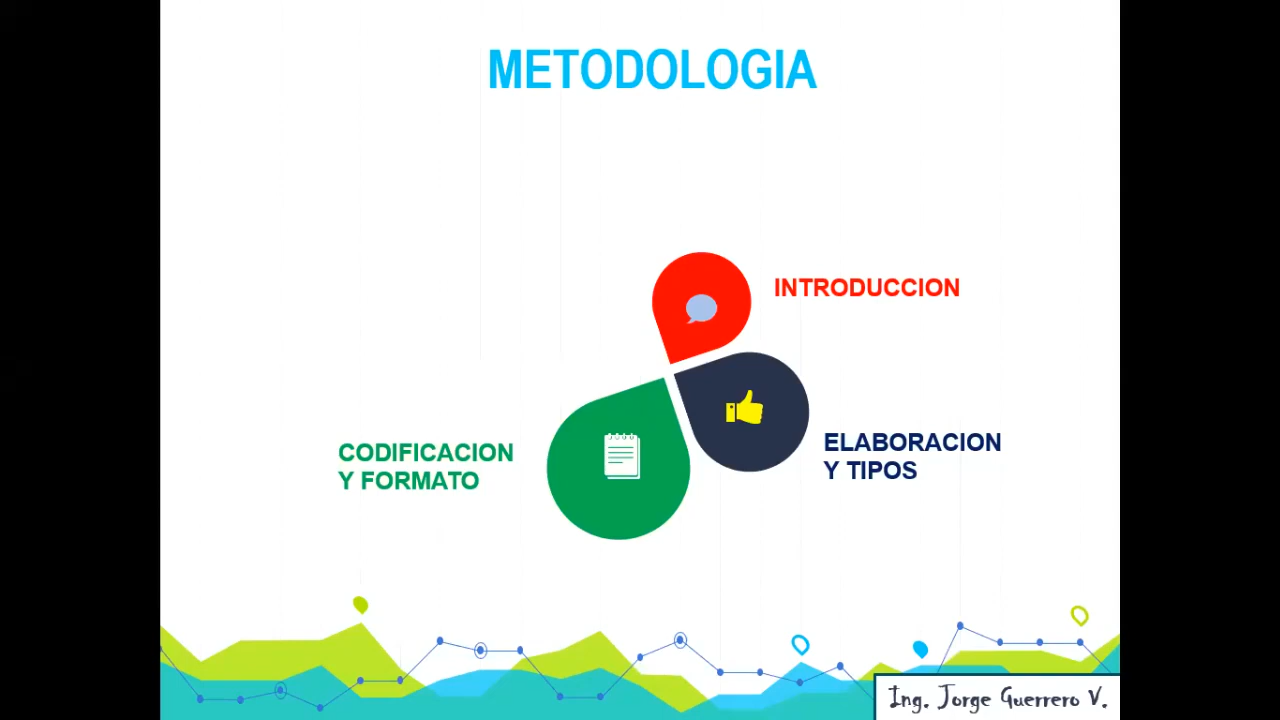 METODOLOGIA
INTRODUCCION
ELABORACION
Y TIPOS
CODIFICACION
Y FORMATO
Ing. Jorge Guerrero V.